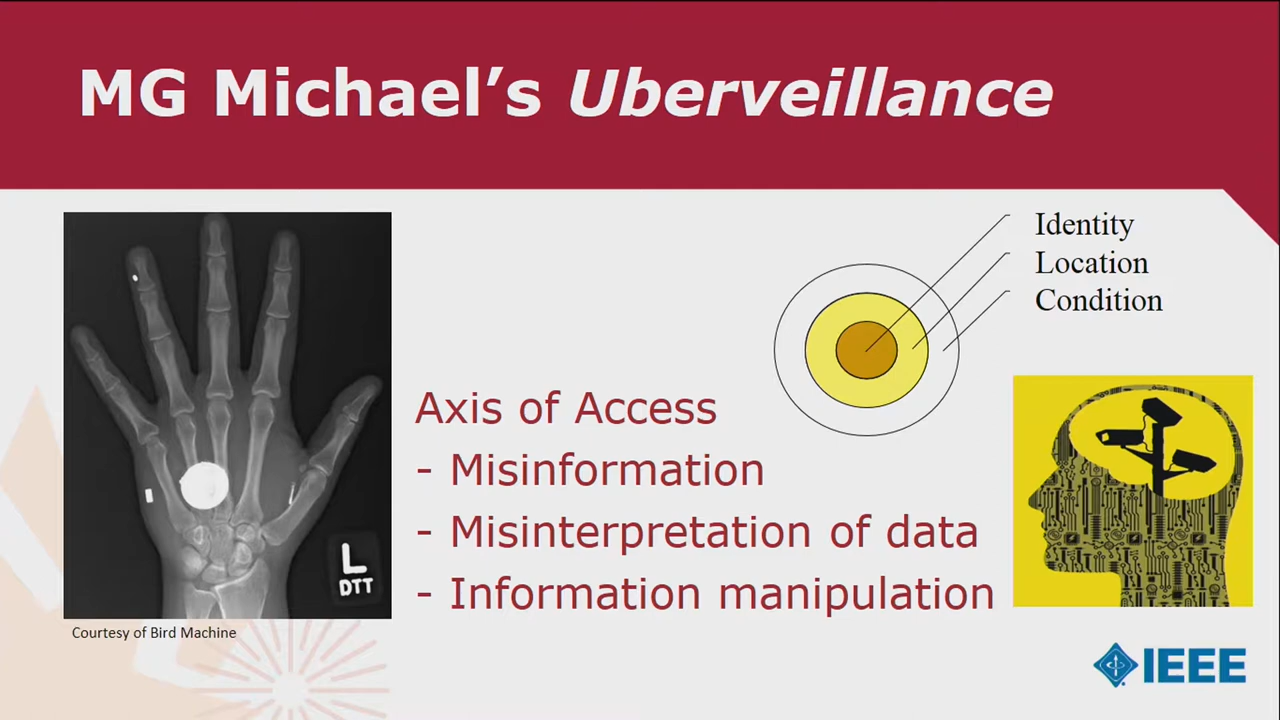 MG Michael’s Uberveillance
Identity
Location
Condition
Axis of Access
- Misinformation
- Misinterpretation of data
- Information manipulation
L
DTT
Courtesy of Bird Machine
IEEE